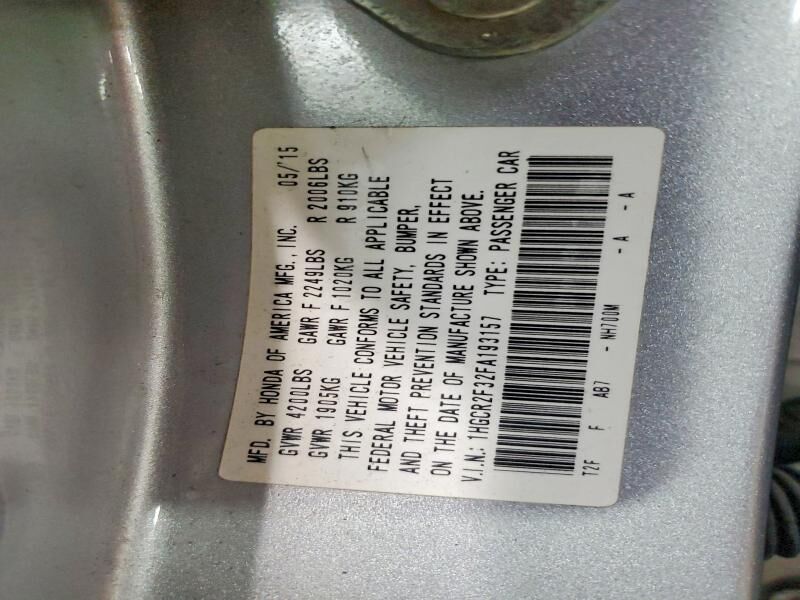 MFD. BY HONDA OF AMERICA MFG., INC. 05/'15
GVWR 4200LBS GAWR F 2249LBS R 2006LBS
GVWR 1905KG GAWR F 1020KG R 910KG
THIS VEHICLE CONFORMS TO ALL APPLICABLE
FEDERAL MOTOR VEHICLE SAFETY, BUMPER,
AND THEFT PREVENTION STANDARDS IN EFFECT
ON THE DATE OF MANUFACTURE SHOWN ABOVE.
V.I.N.: 1HGCR2F32FA193157 TYPE: PASSENGER CAR
T2F F AB7 - NH700M - A - A